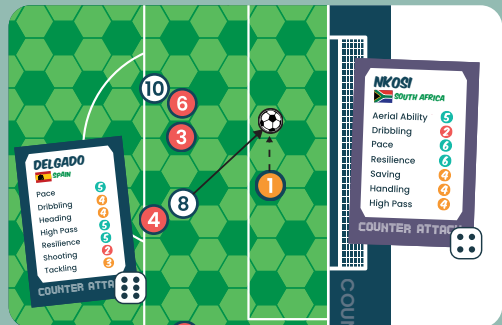 10
6
3
1
8
4
DELGADO
SPAIN
Pace 5
Dribbling 4
Heading 4
High Pass 5
Resilience 5
Shooting 2
Tackling 3
COUNTER ATTA
NKOSI
SOUTH AFRICA
Aerial Ability 5
Dribbling 2
Pace 6
Resilience 6
Saving 4
Handling 4
High Pass 4
COUNTER ATTACK
COUN